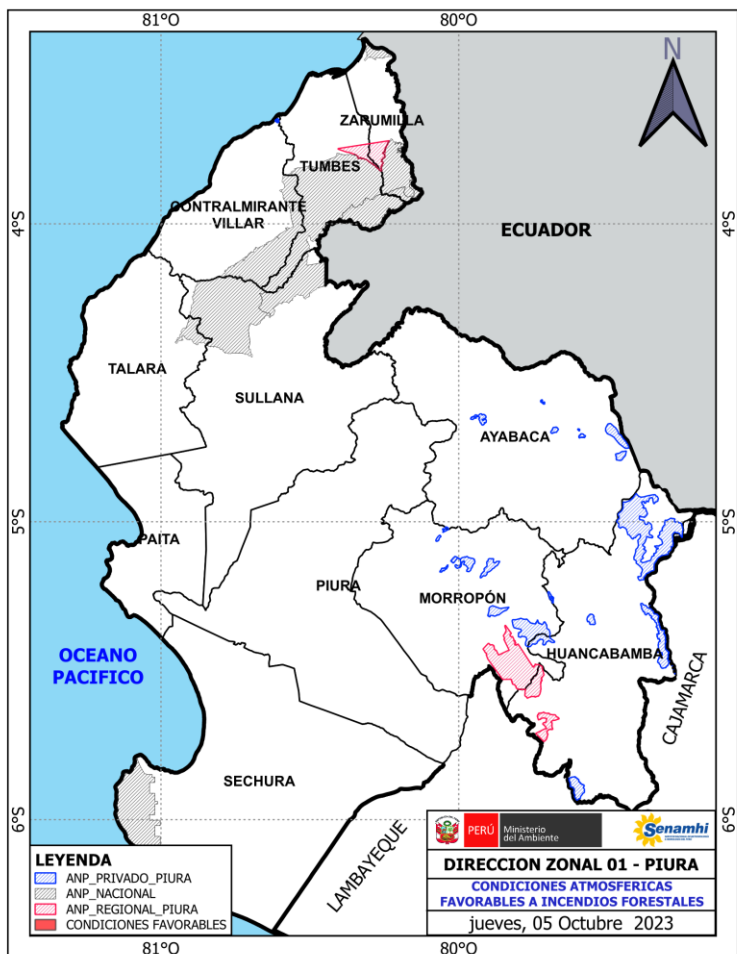 81°O
80°O
N
ZARUMILLA
TUMBES
CONTRALMIRANTE
VILLAR
4°S
4°S
ECUADOR
TALARA
SULLANA
AYABACA
5°S
5°S
PAITA
PIURA
MORROPÓN
HUANCABAMBA
OCEANO
PACIFICO
CAJAMARCA
SECHURA
6°S
6°S
LAMBAYEQUE
LEYENDA
ANP_PRIVADO_PIURA
ANP_NACIONAL
ANP_REGIONAL_PIURA
CONDICIONES FAVORABLES
PERÚ Ministerio
del Ambiente
Senamhi
DIRECCION ZONAL 01 - PIURA
CONDICIONES ATMOSFERICAS
FAVORABLES A INCENDIOS FORESTALES
jueves, 05 Octubre 2023
81°O
80°O